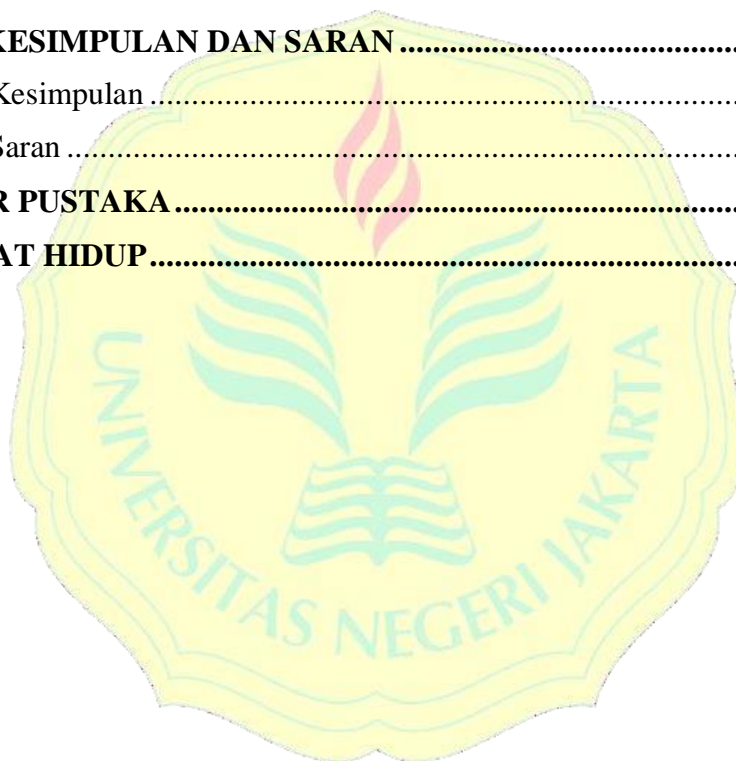 KESIMPULAN DAN SARAN ........................................
Kesimpulan ........................................................................
Saran ...................................................................................
R PUSTAKA .....................................................................
AT HIDUP ........................................................................
UNIVERSITAS NEGERI JAKARTA